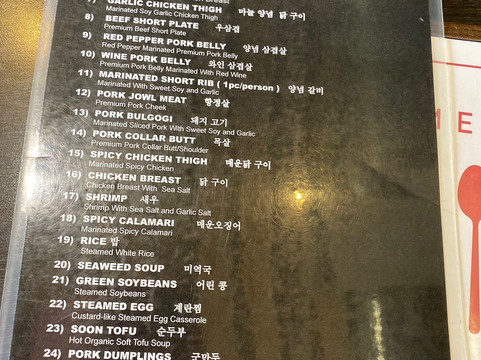 Breast
7) GARLIC CHICKEN THIGH 마늘 양념 닭 구이
Marinated Soy Garlic Chicken Thigh
8) BEEF SHORT PLATE 우삼겹
Premium Beef Short Plate
9) RED PEPPER PORK BELLY 양념 삼겹살
Red Pepper Marinated Premium Pork Belly
10) WINE PORK BELLY 와인 삼겹살
Premium Pork Belly Marinated With Red Wine
11) MARINATED SHORT RIB ( 1pc/person ) 양념 갈비
Marinated With Sweet Soy and Garlic
12) PORK JOWL MEAT 항정살
Premium Pork Cheek
13) PORK BULGOGI 돼지 고기
Marinated Sliced Pork With Sweet Soy and Garlic
14) PORK COLLAR BUTT 목살
Premium Pork Collar Butt/Shoulder
15) SPICY CHICKEN THIGH 매운닭 구이
Marinated Spicy Chicken
16) CHICKEN BREAST 닭 구이
Chicken Breast With Sea Salt
17) SHRIMP 새우
Shrimp With Sea Salt and Garlic Salt
18) SPICY CALAMARI 매운오징어
Marinated Spicy Calamari
19) RICE 밥
Steamed White Rice
20) SEAWEED SOUP 미역국
21) GREEN SOYBEANS 어린 콩
Steamed Soybeans
22) STEAMED EGG 계란찜
Custard-like Steamed Egg Casserole
23) SOON TOFU 순두부
Hot Organic Soft Tofu Soup
24) PORK DUMPLINGS 군만두
ME